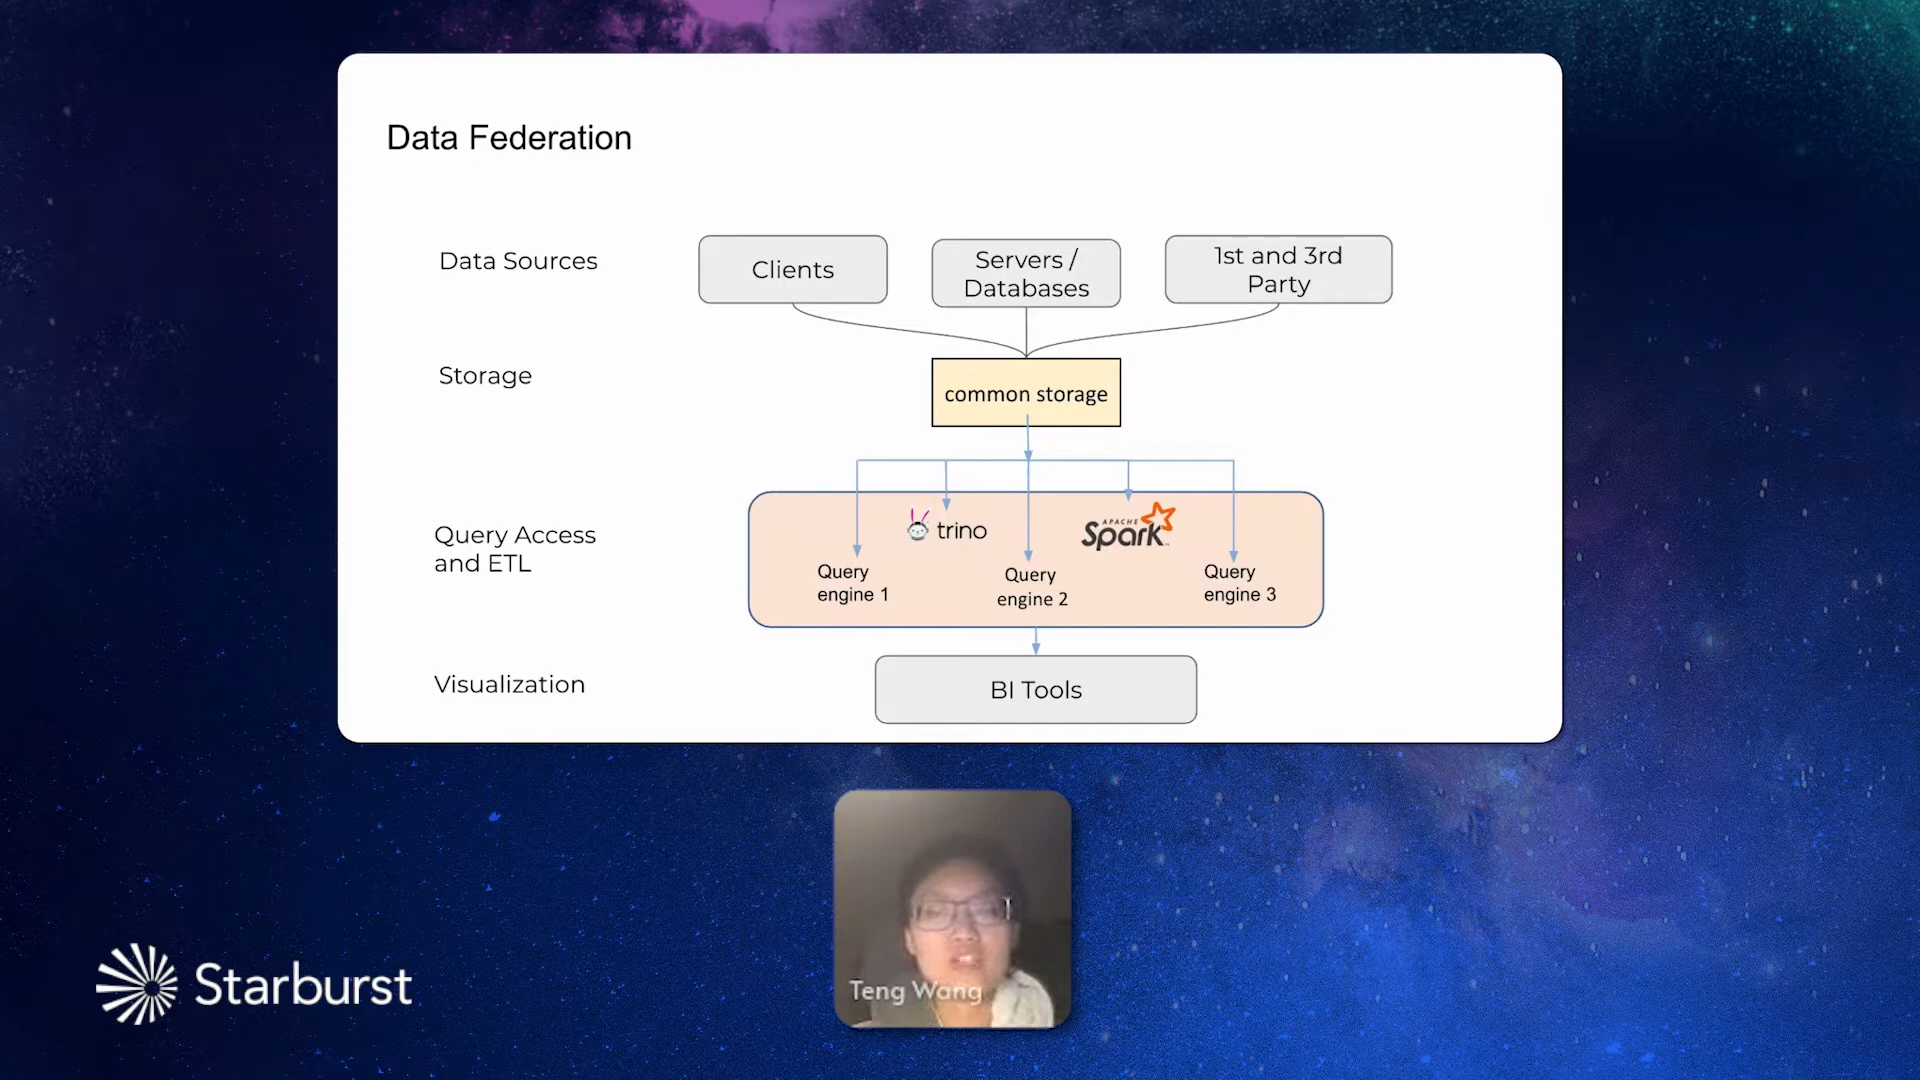 Data Federation
Data Sources
Clients
Servers /
Databases
1st and 3rd
Party
Storage
common storage
Query Access
and ETL
trino
APACHE
Spark
TM
Query
engine 1
Query
engine 2
Query
engine 3
Visualization
BI Tools
Teng Wang
Starburst